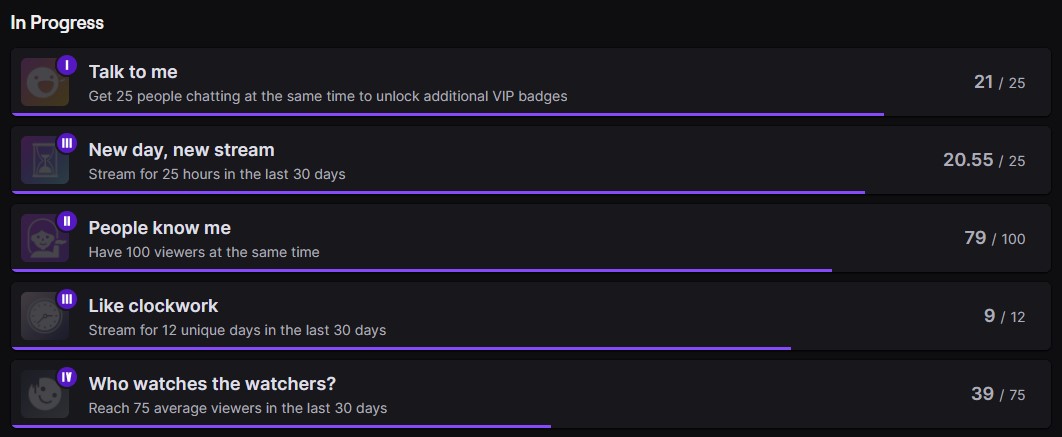 In Progress
I
Talk to me
Get 25 people chatting at the same time to unlock additional VIP badges
21 / 25
III
New day, new stream
Stream for 25 hours in the last 30 days
20.55 / 25
II
People know me
Have 100 viewers at the same time
79 / 100
III
Like clockwork
Stream for 12 unique days in the last 30 days
9 / 12
IV
Who watches the watchers?
Reach 75 average viewers in the last 30 days
39 / 75